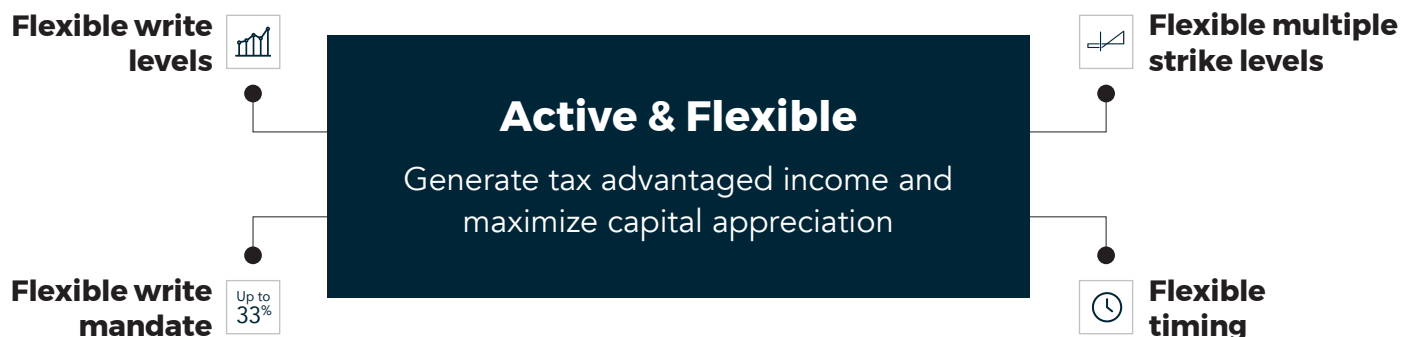 Flexible write
levels
Flexible multiple
strike levels
Active & Flexible
Generate tax advantaged income and
maximize capital appreciation
Flexible write
mandate
Up to
33%
Flexible
timing